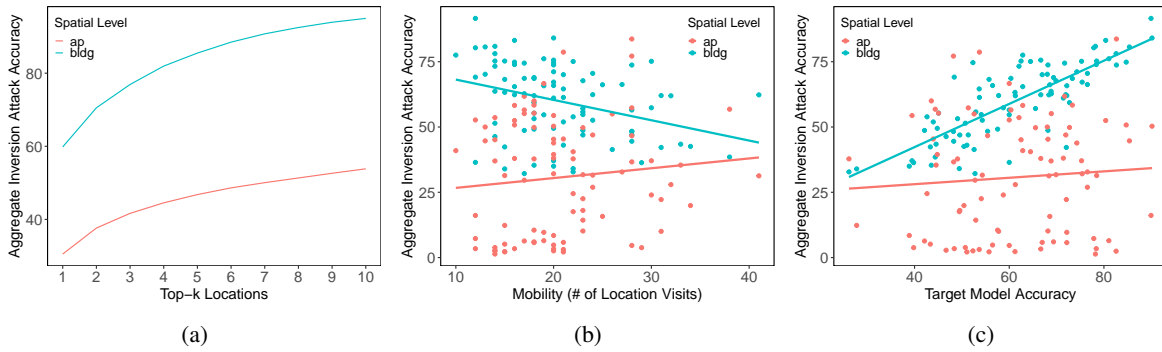 Aggregate Inversion Attack Accuracy
Spatial Level
ap
bldg
80
60
40
1 2 3 4 5 6 7 8 9 10
Top−k Locations
(a)
Aggregate Inversion Attack Accuracy
Spatial Level
ap
bldg
75
50
25
0
10 20 30 40
Mobility (# of Location Visits)
(b)
Aggregate Inversion Attack Accuracy
Spatial Level
ap
bldg
75
50
25
0
40 60 80
Target Model Accuracy
(c)